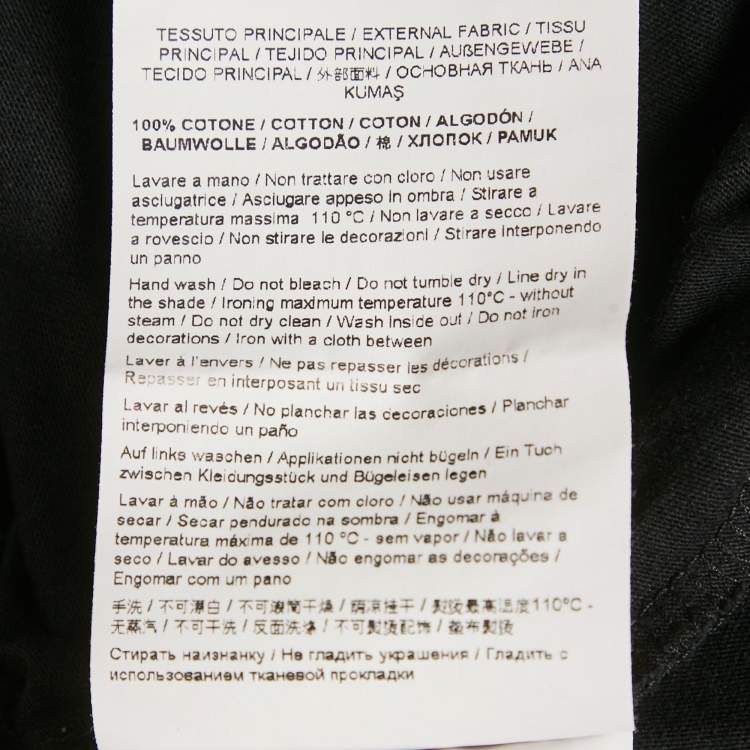 TESSUTO PRINCIPALE / EXTERNAL FABRIC / TISSU
PRINCIPAL / TEJIDO PRINCIPAL / AUßENGEWEBE /
TECIDO PRINCIPAL / 外部面料 / ОСНОВНАЯ ТКАНЬ / ANA
KUMAŞ
100% COTONE / COTTON / COTON / ALGODÓN /
BAUMWOLLE / ALGODÃO / 棉 / ХЛОПОК / PAMUK
Lavare a mano / Non trattare con cloro / Non usare
asciugatrice / Asciugare appeso in ombra / Stirare a
temperatura massima 110 °C / Non lavare a secco / Lavare
a rovescio / Non stirare le decorazioni / Stirare interponendo
un panno
Hand wash / Do not bleach / Do not tumble dry / Line dry in
the shade / Ironing maximum temperature 110°C - without
steam / Do not dry clean / Wash inside out / Do not iron
decorations / Iron with a cloth between
Laver à l'envers / Ne pas repasser les décorations /
Repasser en interposant un tissu sec
Lavar al revés / No planchar las decoraciones / Planchar
interponiendo un paño
Auf links waschen / Applikationen nicht bügeln / Ein Tuch
zwischen Kleidungsstück und Bügeleisen legen
Lavar à mão / Não tratar com cloro / Não usar máquina de
secar / Secar pendurado na sombra / Engomar à
temperatura máxima de 110 °C - sem vapor / Não lavar a
seco / Lavar do avesso / Não engomar as decorações /
Engomar com um pano
手洗 / 不可漂白 / 不可滚筒干燥 / 阴凉挂干 / 熨烫最高温度110°C -
无蒸汽 / 不可干洗 / 反面洗涤 / 不可熨烫配饰 / 垫布熨烫
Стирать наизнанку / Не гладить украшения / Гладить с
использованием тканевой прокладки